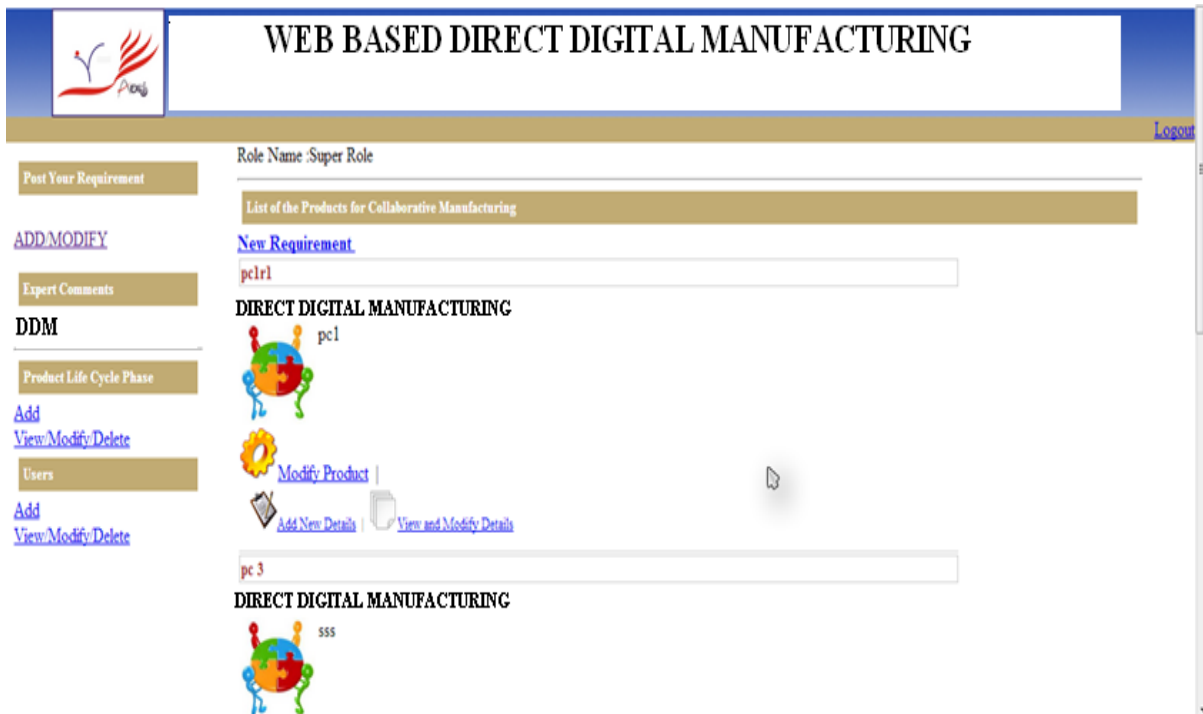 WEB BASED DIRECT DIGITAL MANUFACTURING
Logout
Post Your Requirement
ADD/MODIFY
Expert Comments
DDM
Product Life Cycle Phase
Add
View/Modify/Delete
Users
Add
View/Modify/Delete
Role Name :Super Role
List of the Products for Collaborative Manufacturing
New Requirement
pc1r1
DIRECT DIGITAL MANUFACTURING
pc1
Modify Product |
Add New Details | View and Modify Details
pc 3
DIRECT DIGITAL MANUFACTURING
sss